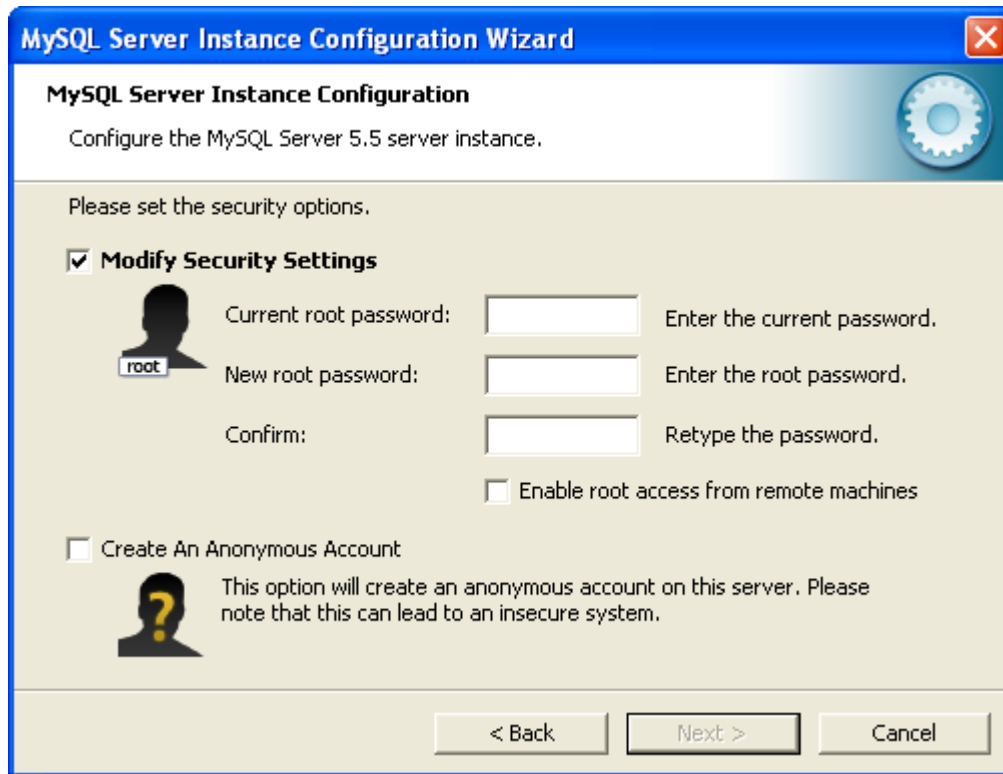 MySQL Server Instance Configuration Wizard
MySQL Server Instance Configuration
Configure the MySQL Server 5.5 server instance.
Please set the security options.
Modify Security Settings
root
Current root password:
Enter the current password.
New root password:
Enter the root password.
Confirm:
Retype the password.
Enable root access from remote machines
Create An Anonymous Account
?
This option will create an anonymous account on this server. Please
note that this can lead to an insecure system.
< Back
Next >
Cancel